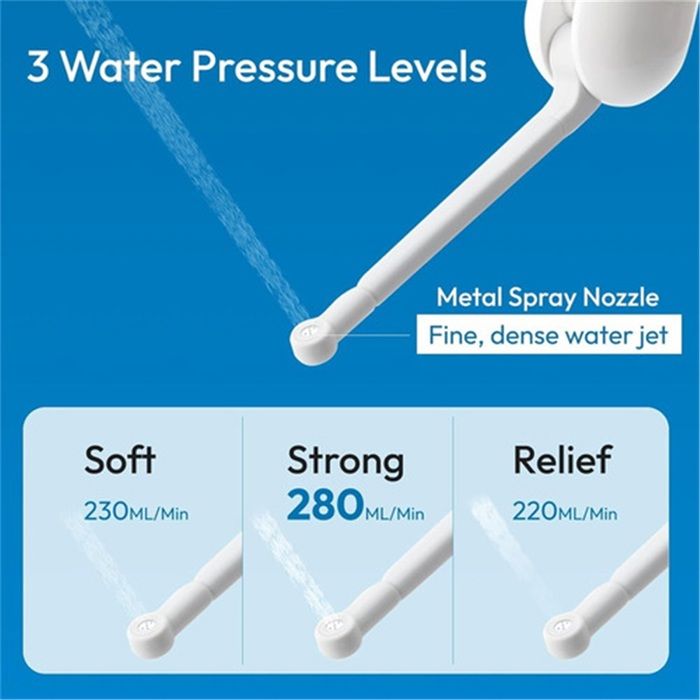 3 Water Pressure Levels
Metal Spray Nozzle
Fine, dense water jet
Soft
230ML/Min
Strong
280ML/Min
Relief
220ML/Min